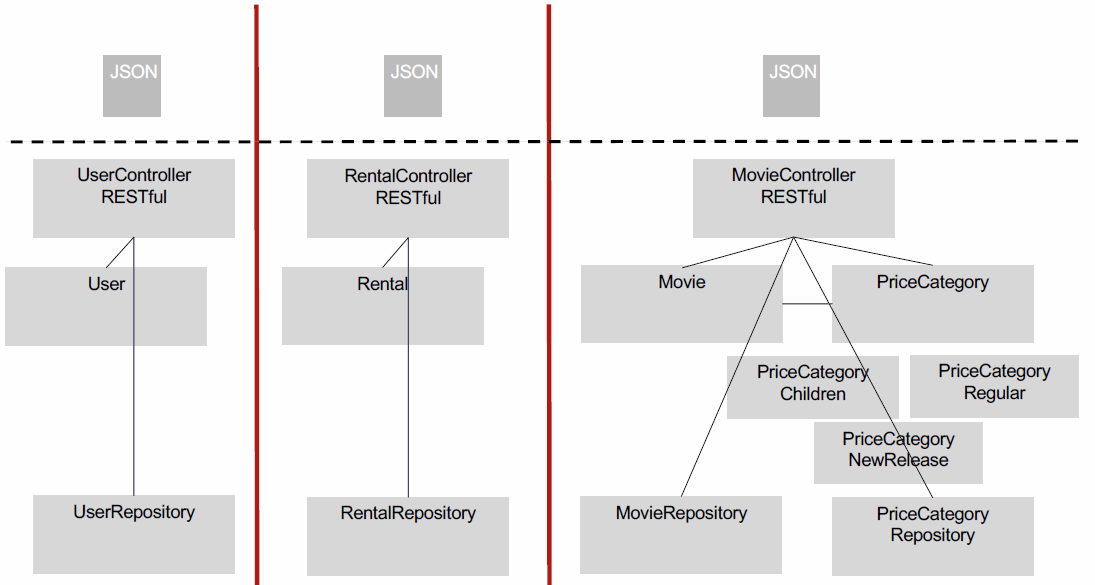 JSON
JSON
JSON
UserController
RESTful
RentalController
RESTful
MovieController
RESTful
User
Rental
Movie
PriceCategory
PriceCategory
Children
PriceCategory
Regular
PriceCategory
NewRelease
UserRepository
RentalRepository
MovieRepository
PriceCategory
Repository